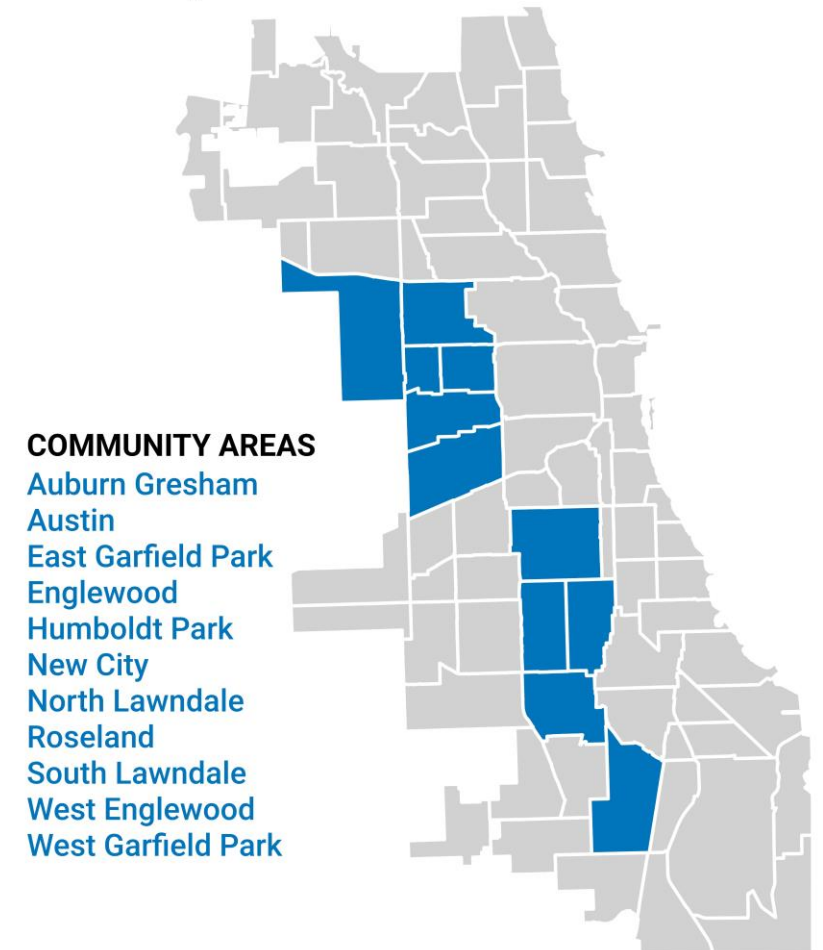 COMMUNITY AREAS
Auburn Gresham
Austin
East Garfield Park
Englewood
Humboldt Park
New City
North Lawndale
Roseland
South Lawndale
West Englewood
West Garfield Park